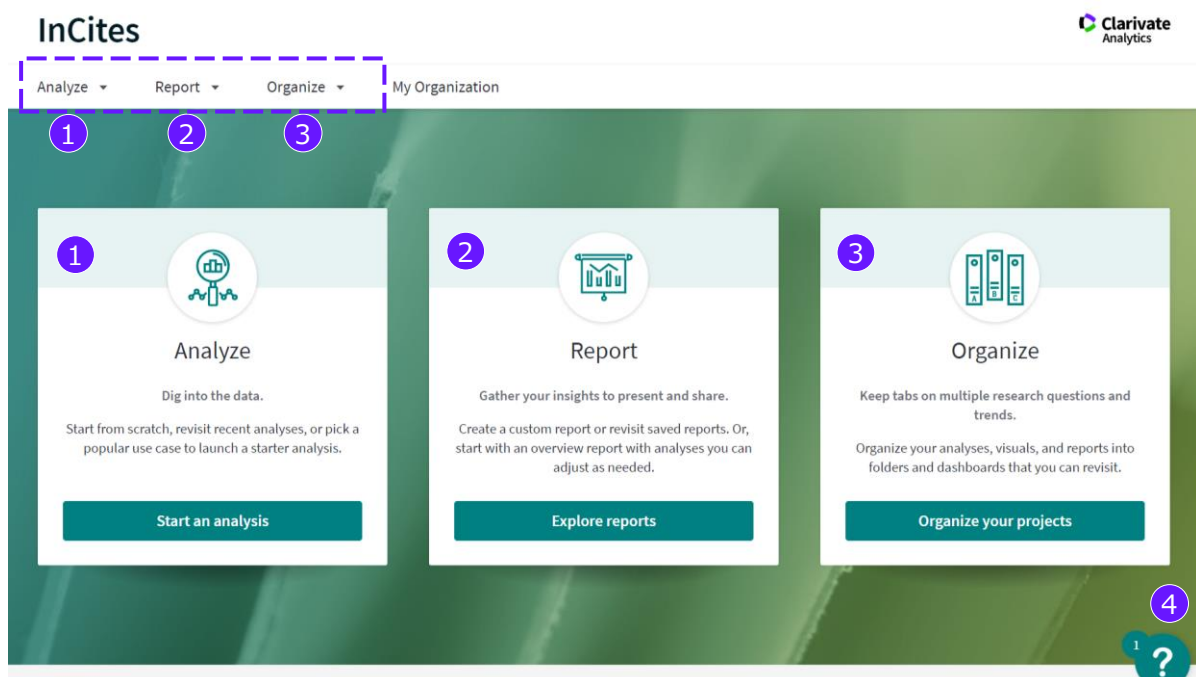 InCites
Clarivate
Analytics
Analyze
Report
Organize
My Organization
1
2
3
1
Analyze
Dig into the data.
Start from scratch, revisit recent analyses, or pick a
popular use case to launch a starter analysis.
Start an analysis
2
Report
Gather your insights to present and share.
Create a custom report or revisit saved reports. Or,
start with an overview report with analyses you can
adjust as needed.
Explore reports
3
A
B
C
Organize
Keep tabs on multiple research questions and
trends.
Organize your analyses, visuals, and reports into
folders and dashboards that you can revisit.
Organize your projects
4
1
?